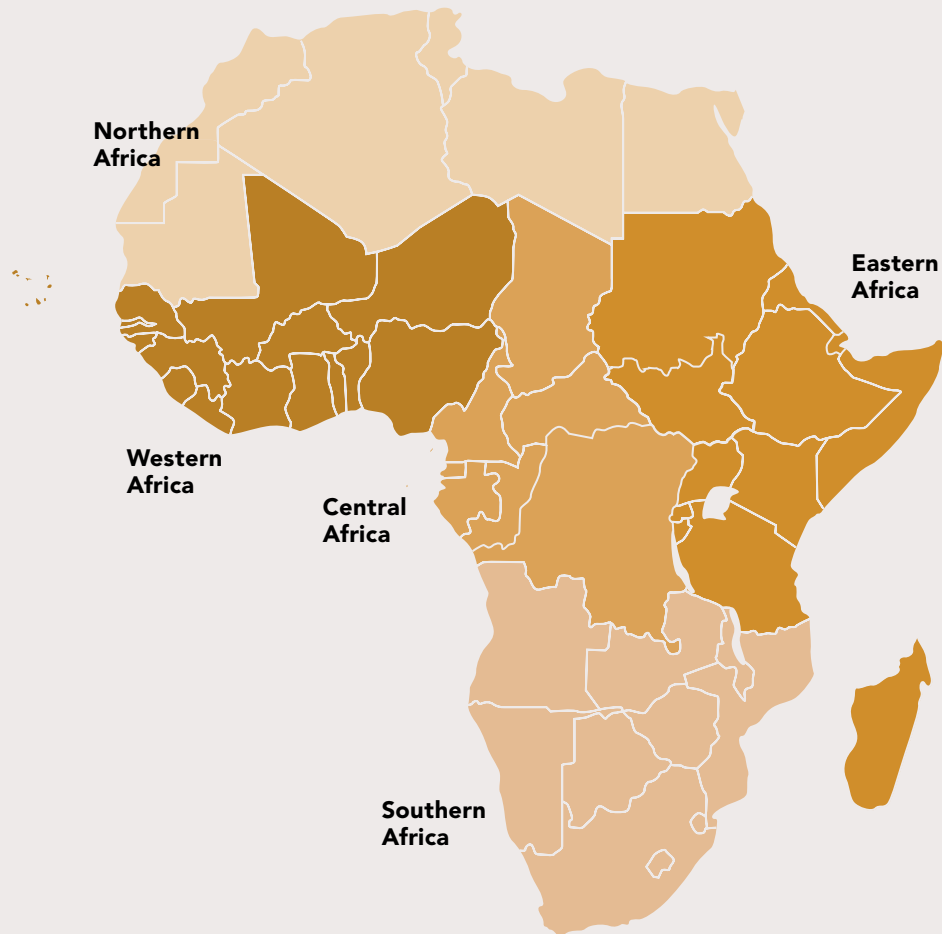 Northern
Africa
Eastern
Africa
Western
Africa
Central
Africa
Southern
Africa